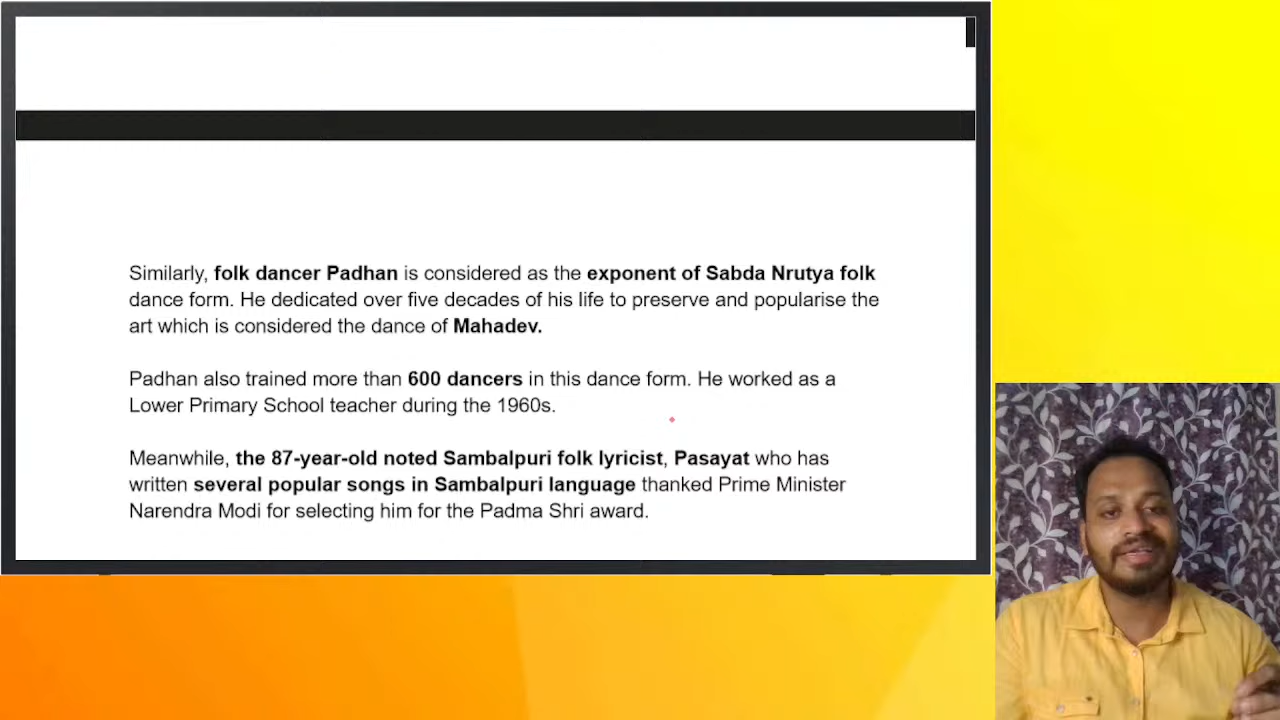 Similarly, folk dancer Padhan is considered as the exponent of Sabda Nrutya folk
dance form. He dedicated over five decades of his life to preserve and popularise the
art which is considered the dance of Mahadev.
Padhan also trained more than 600 dancers in this dance form. He worked as a
Lower Primary School teacher during the 1960s.
Meanwhile, the 87-year-old noted Sambalpuri folk lyricist, Pasayat who has
written several popular songs in Sambalpuri language thanked Prime Minister
Narendra Modi for selecting him for the Padma Shri award.